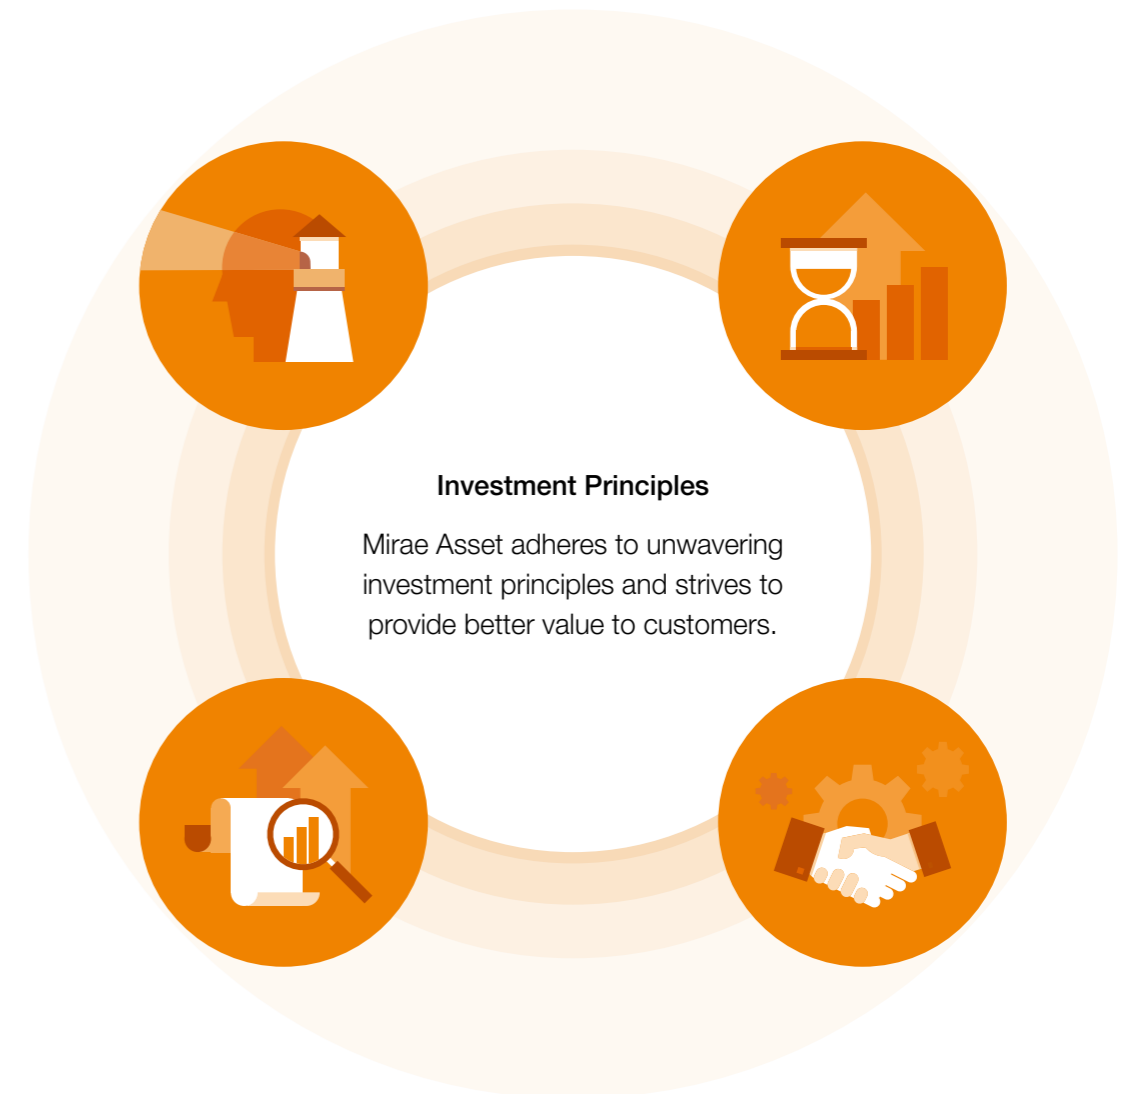 Investment Principles
Mirae Asset adheres to unwavering
investment principles and strives to
provide better value to customers.